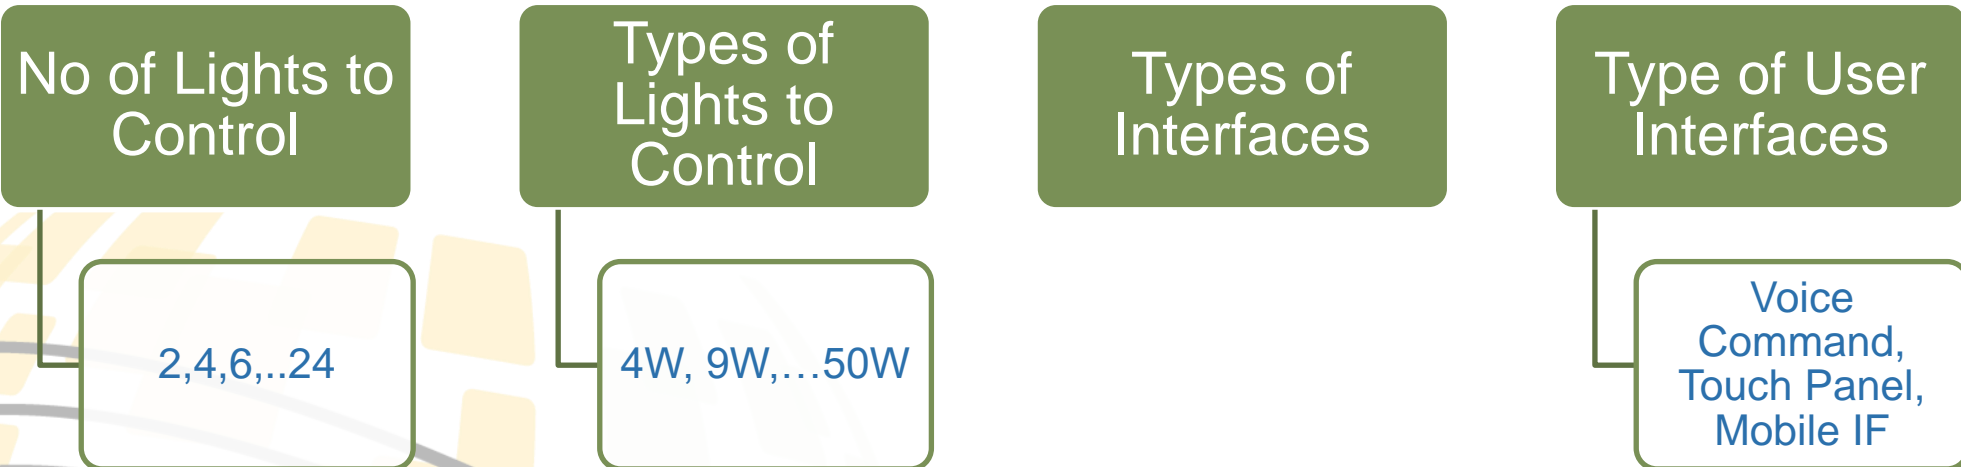 No of Lights to
Control
2,4,6,..24
Types of
Lights to
Control
4W, 9W,…50W
Types of
Interfaces
Type of User
Interfaces
Voice
Command,
Touch Panel,
Mobile IF